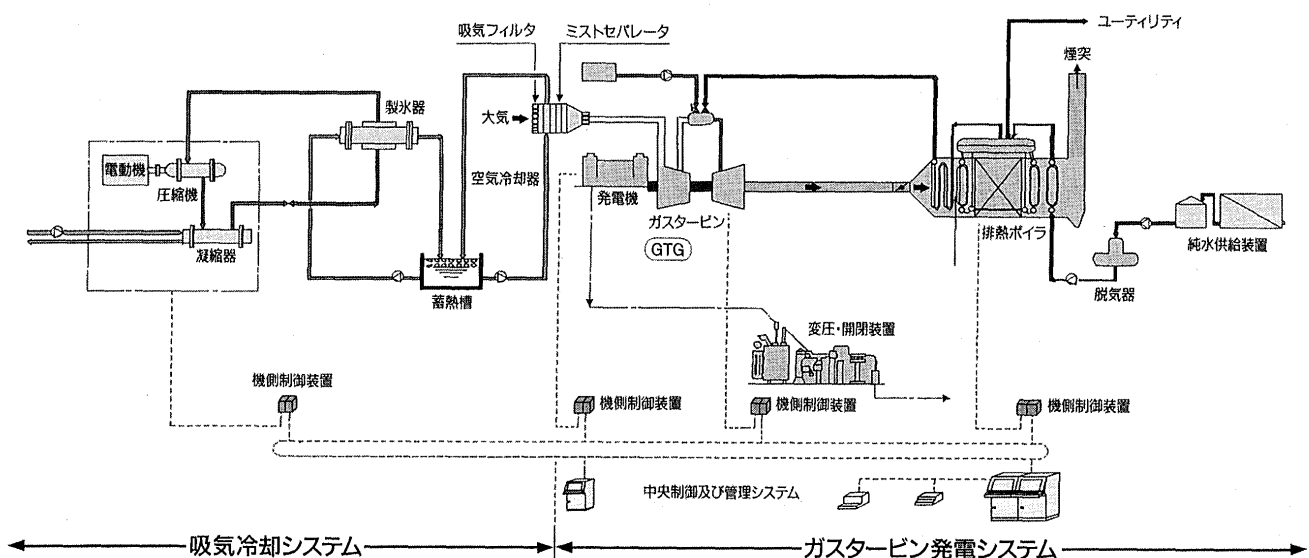 ユーティリティ
吸気フィルタ
ミストセパレータ
煙突
製氷器
大気
電動機
圧縮機
空気冷却器
発電機
ガスタービン
GTG
排熱ボイラ
純水供給装置
凝縮器
蓄熱槽
脱気器
変圧・開閉装置
機側制御装置
機側制御装置
機側制御装置
機側制御装置
中央制御及び管理システム
吸気冷却システム
ガスタービン発電システム